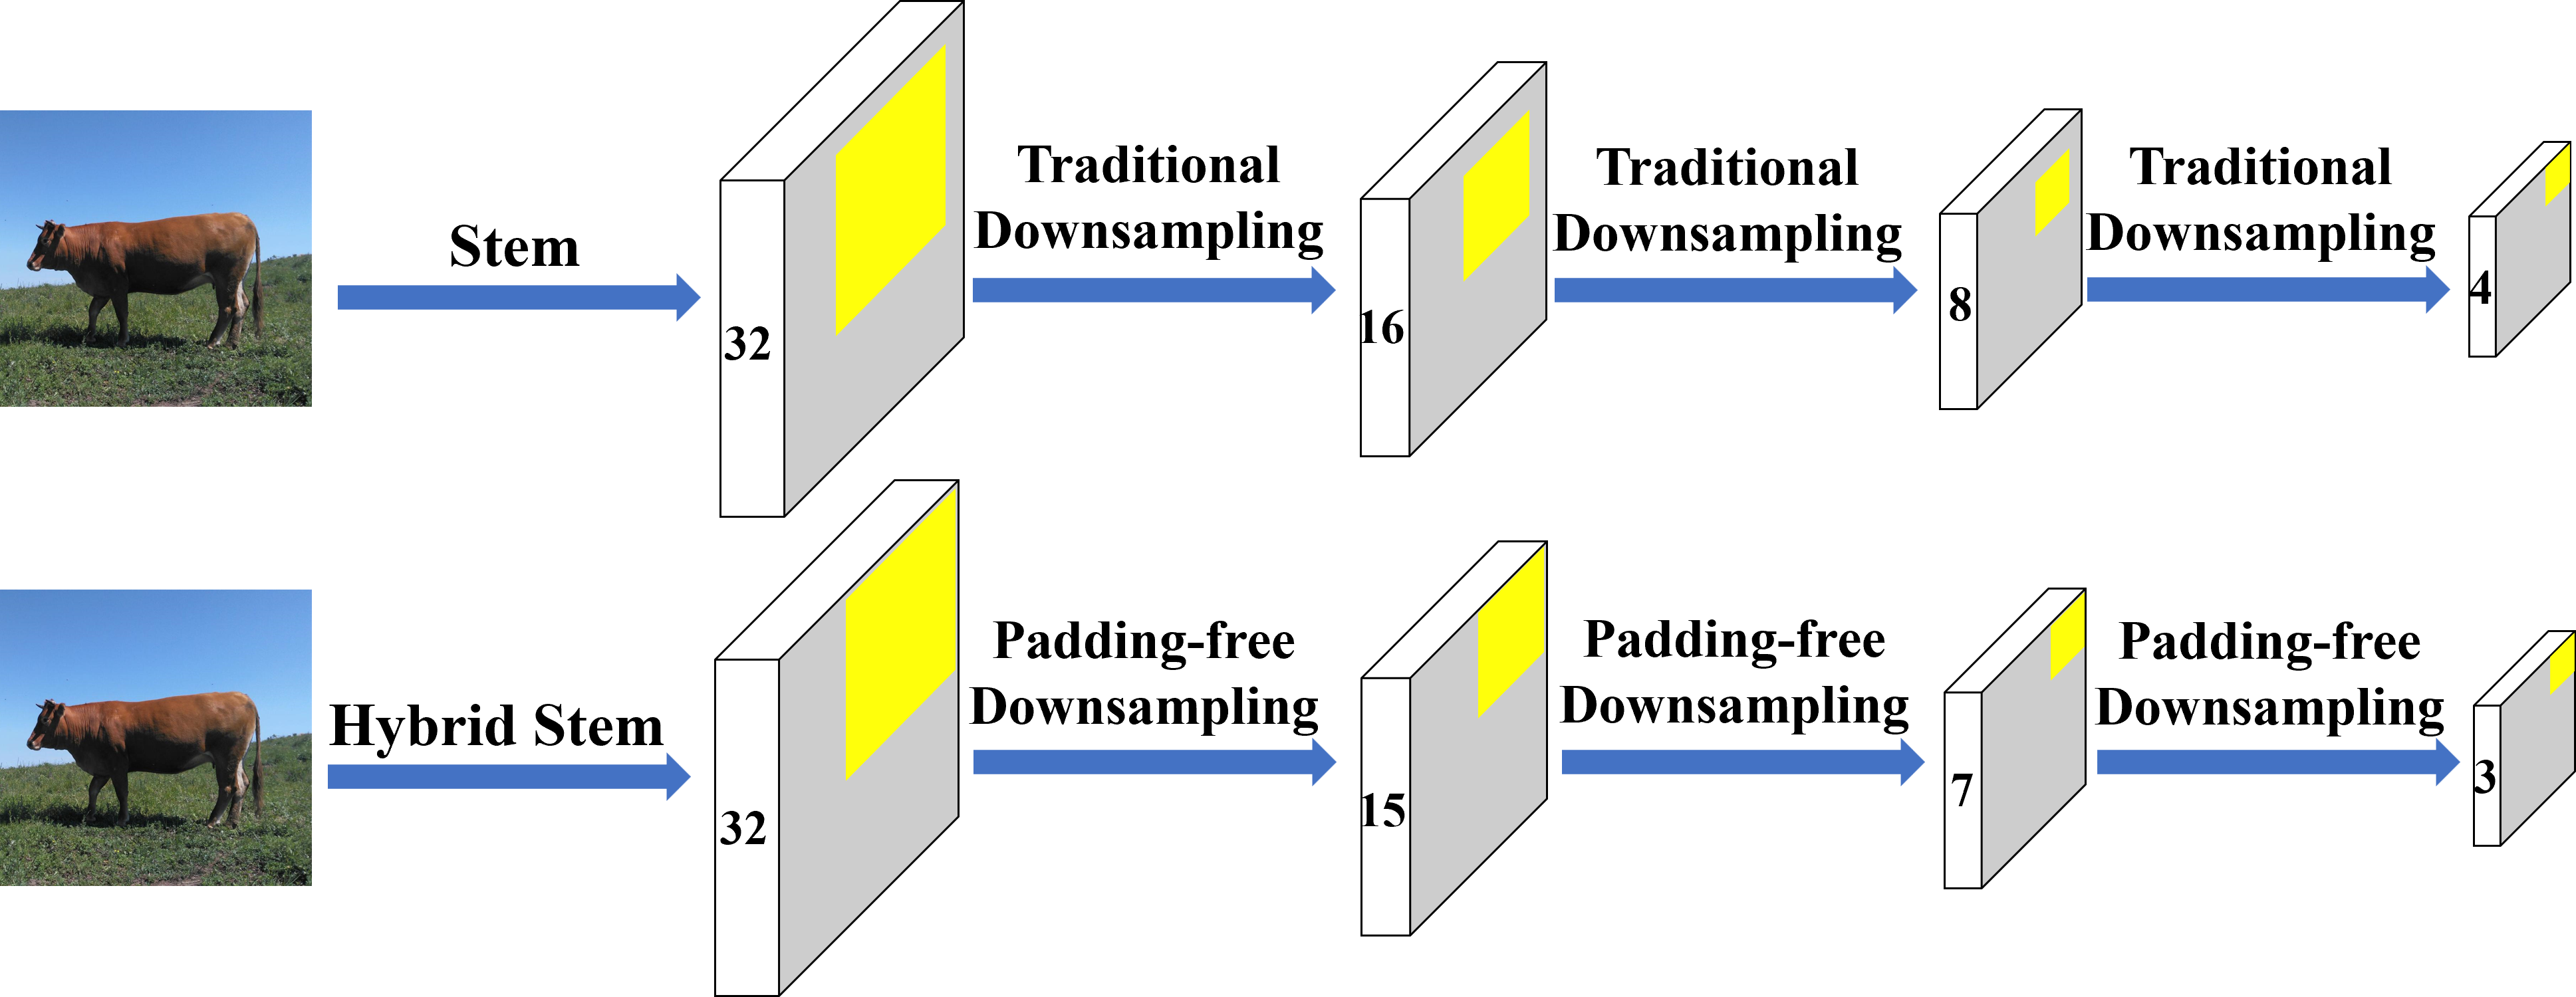 Stem
32
Traditional
Downsampling
16
Traditional
Downsampling
8
Traditional
Downsampling
4
Hybrid Stem
32
Padding-free
Downsampling
15
Padding-free
Downsampling
7
Padding-free
Downsampling
3